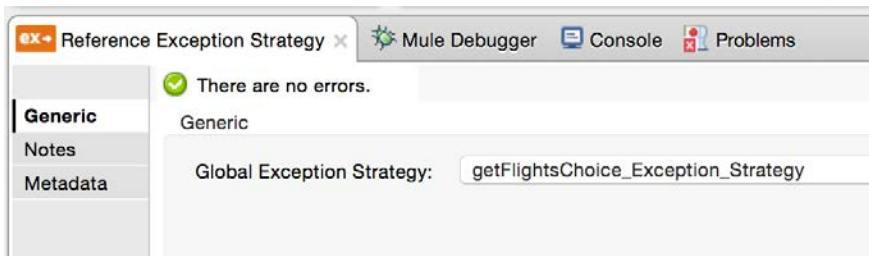 ex Reference Exception Strategy Mule Debugger Console Problems
There are no errors.
Generic Generic
Notes
Global Exception Strategy: getFlightsChoice_Exception_Strategy
Metadata